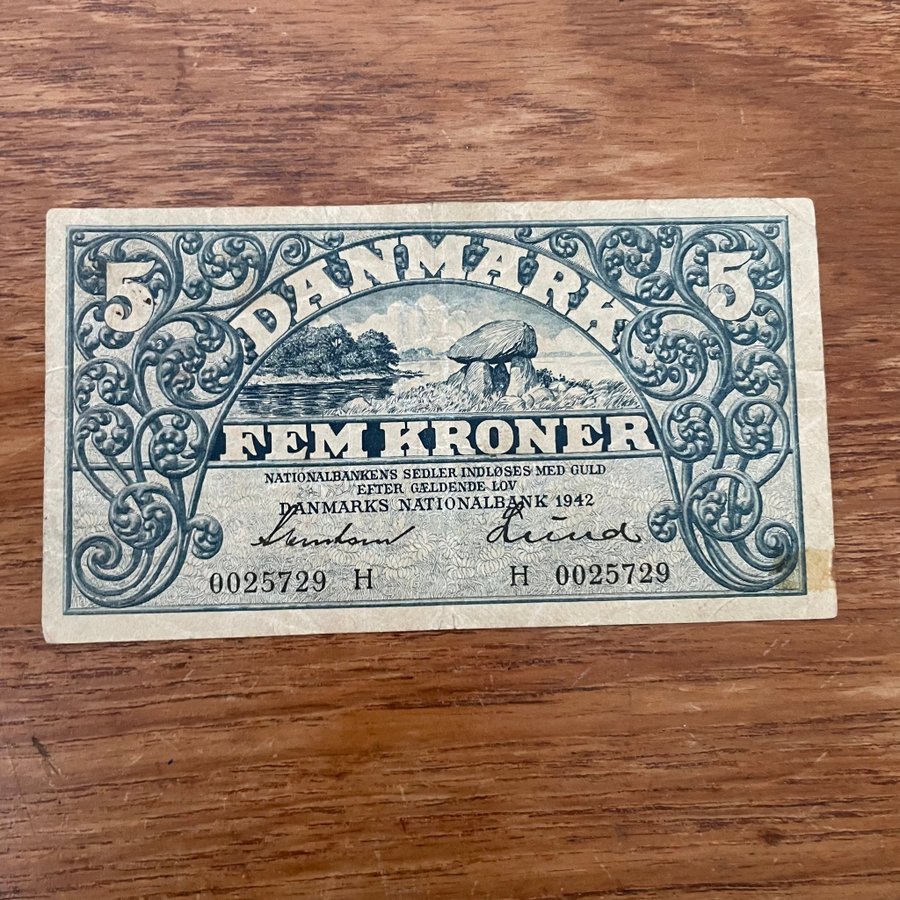 5 5
DANMARK
FEM KRONER
NATIONALBANKENS SEDLER INDLØSES MED GULD
EFTER GÆLDENDE LOV
DANMARKS NATIONALBANK 1942
0025729 H H 0025729